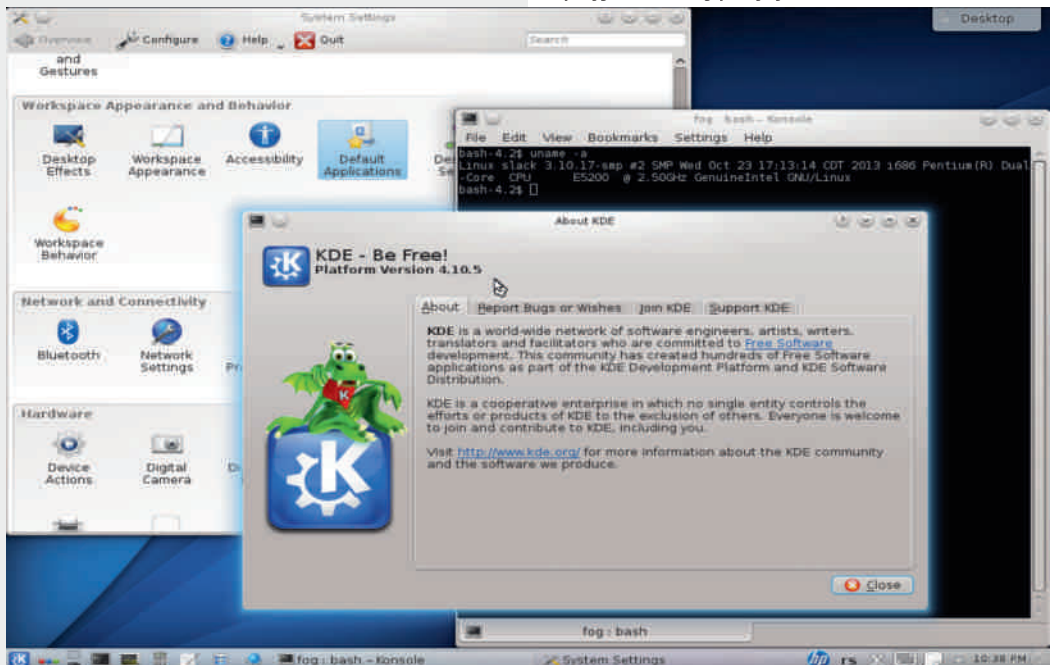 System Settings
Overview Configure Help Quit
Search
Desktop
and
Gestures
Workspace Appearance and Behavior
Desktop
Effects
Workspace
Appearance
Accessibility
Default
Applications
Workspace
Behavior
Network and Connectivity
Bluetooth
Network
Settings
Hardware
Device
Actions
Digital
Camera
fog : bash – Konsole
File Edit View Bookmarks Settings Help
bash-4.2$ uname -a
Linux slack 3.10.17-smp #2 SMP Wed Oct 23 17:13:14 CDT 2013 i686 Pentium(R) Dual
-Core CPU E5200 @ 2.50GHz GenuineIntel GNU/Linux
bash-4.2$
About KDE
KDE - Be Free!
Platform Version 4.10.5
About Report Bugs or Wishes Join KDE Support KDE
KDE is a world-wide network of software engineers, artists, writers,
translators and facilitators who are committed to Free Software
development. This community has created hundreds of Free Software
applications as part of the KDE Development Platform and KDE Software
Distribution.
KDE is a cooperative enterprise in which no single entity controls the
efforts or products of KDE to the exclusion of others. Everyone is welcome
to join and contribute to KDE, including you.
Visit http://www.kde.org/ for more information about the KDE community
and the software we produce.
Close
fog : bash
fog : bash – Konsole
System Settings
hp
rs
10:38 PM